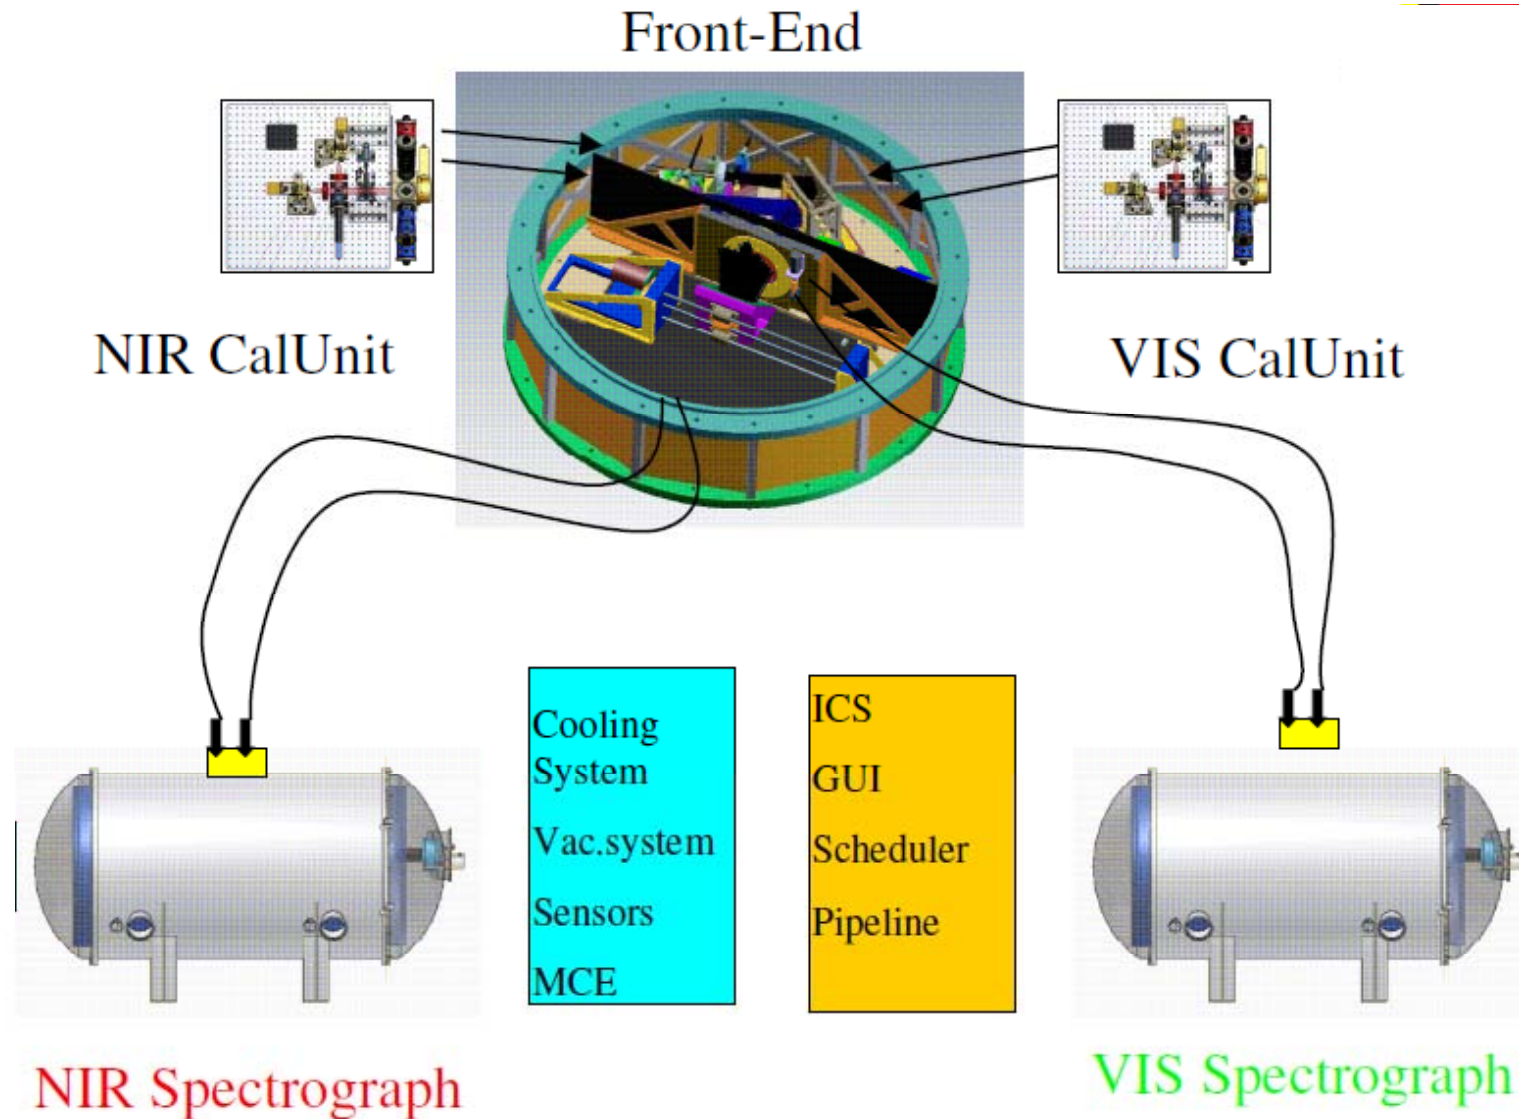 Front-End
NIR CalUnit
VIS CalUnit
Cooling
System
Vac.system
Sensors
MCE
ICS
GUI
Scheduler
Pipeline
NIR Spectrograph
VIS Spectrograph